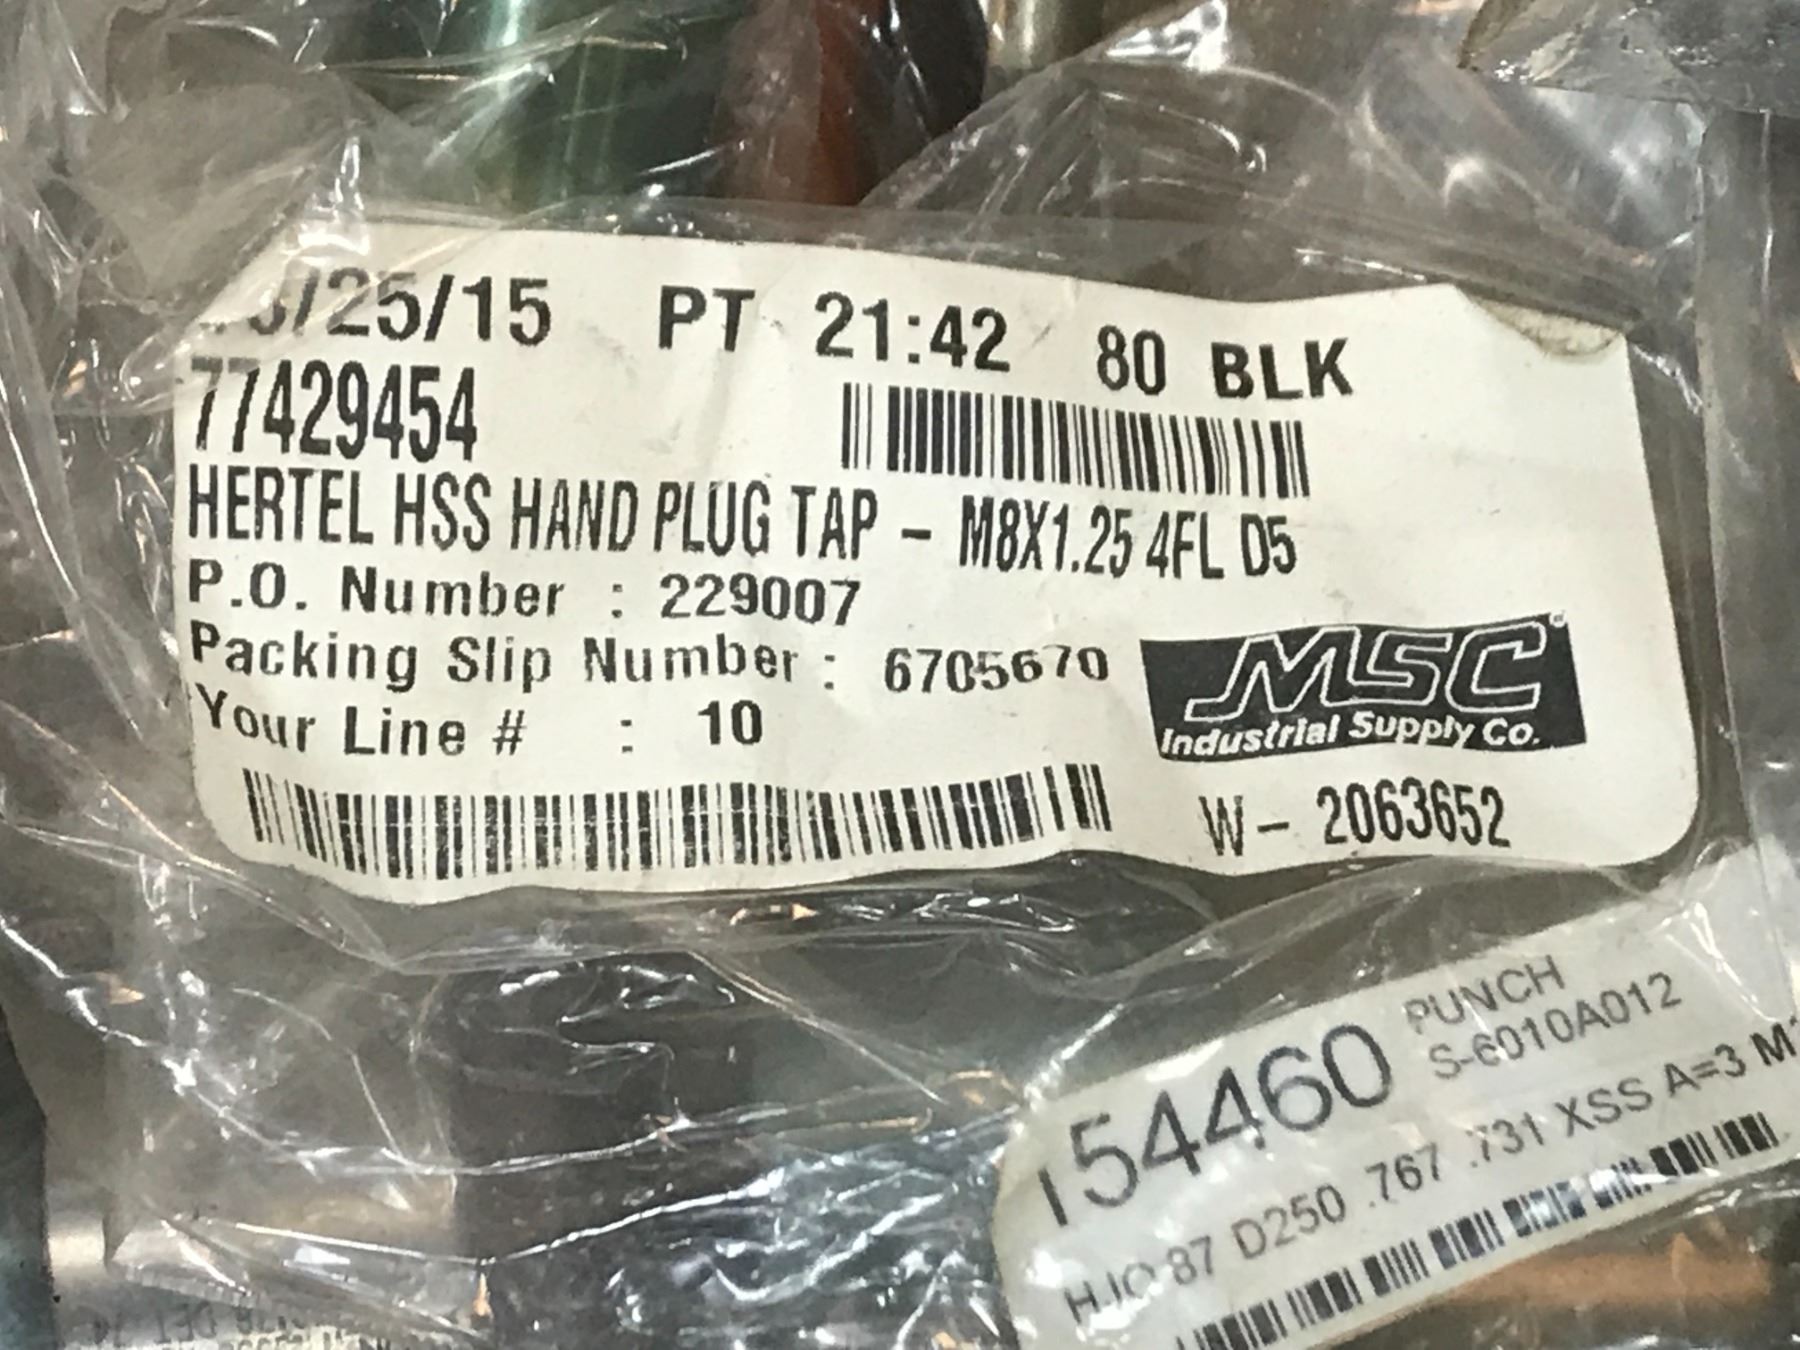 /25/15 PT 21:42 80 BLK
77429454
HERTEL HSS HAND PLUG TAP - M8X1.25 4FL D5
P.O. Number : 229007
Packing Slip Number : 6705670
Your Line # : 10
MSC
Industrial Supply Co.
W- 2063652
154460 PUNCH
S-6010A012
87 D250 .767 .731 XSS A=3